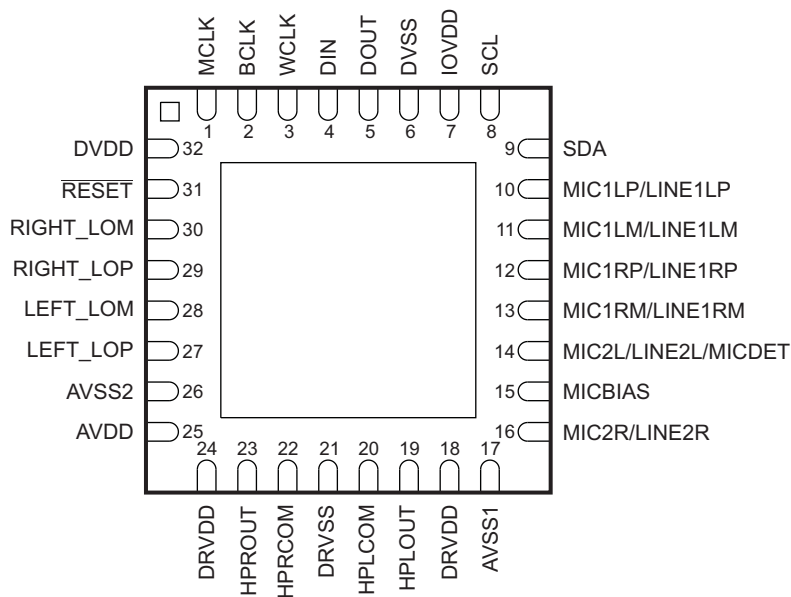 MCLK
BCLK
WCLK
DIN
DOUT
DVSS
IOVDD
SCL
1 2 3 4 5 6 7 8
DVDD 32
RESET 31
RIGHT_LOM 30
RIGHT_LOP 29
LEFT_LOM 28
LEFT_LOP 27
AVSS2 26
AVDD 25
9 SDA
10 MIC1LP/LINE1LP
11 MIC1LM/LINE1LM
12 MIC1RP/LINE1RP
13 MIC1RM/LINE1RM
14 MIC2L/LINE2L/MICDET
15 MICBIAS
16 MIC2R/LINE2R
24 23 22 21 20 19 18 17
DRVDD
HPROUT
HPRCOM
DRVSS
HPLCOM
HPLOUT
DRVDD
AVSS1